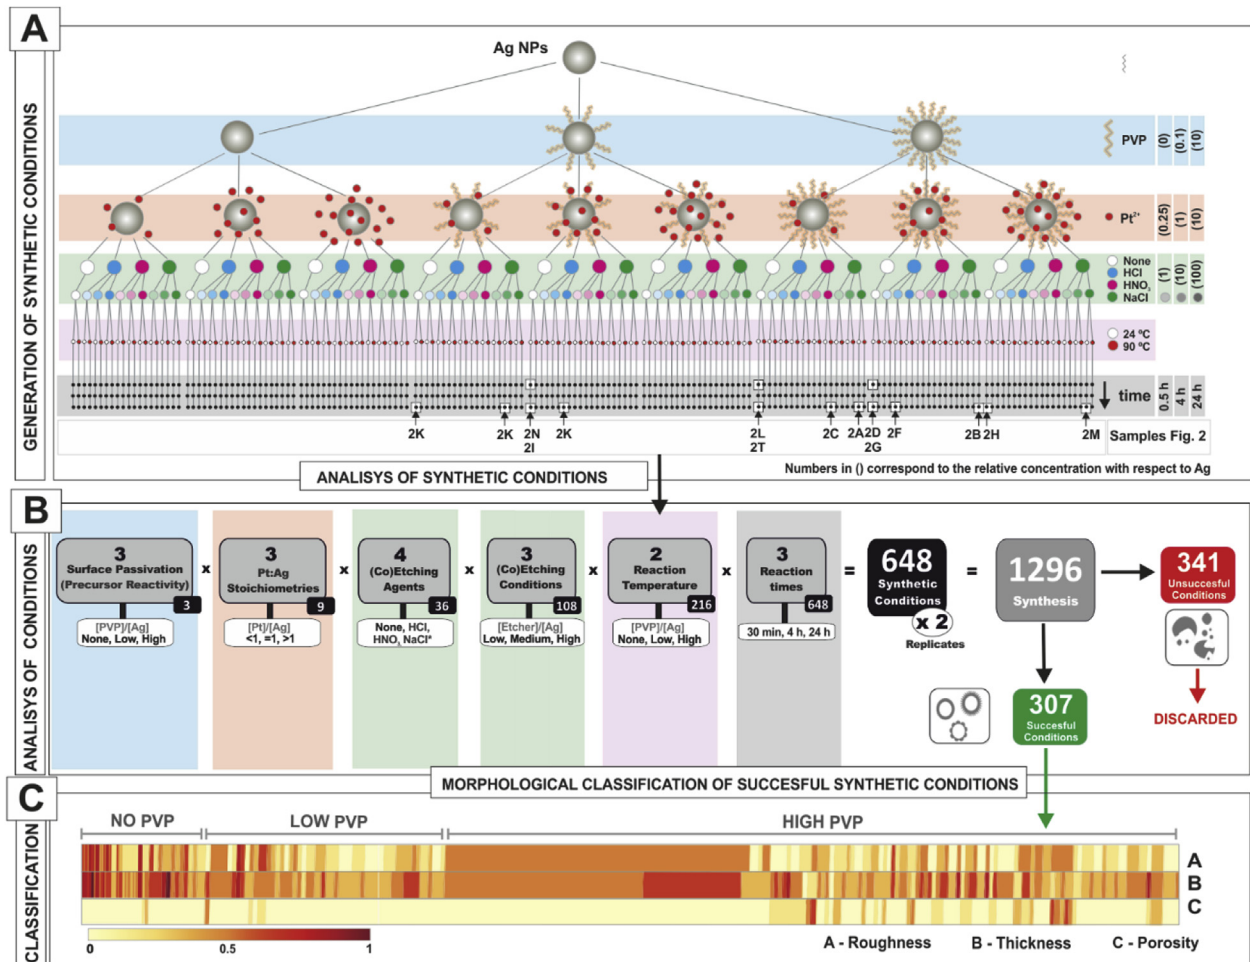 A
GENERATION OF SYNTHETIC CONDITIONS
Ag NPs
PVP
(0)
(0.1)
(10)
Pt²⁺
(0.25)
(1)
(10)
None
HCl
HNO₃
NaCl
(1)
(10)
(100)
24 ºC
90 ºC
time
0.5 h
4 h
24 h
2K
2K
2N
2I
2K
2L
2T
2C
2A
2D
2G
2F
2B
2H
2M
Samples Fig. 2
Numbers in () correspond to the relative concentration with respect to Ag
ANALISYS OF SYNTHETIC CONDITIONS
B
ANALISYS OF CONDITIONS
3
Surface Passivation
(Precursor Reactivity)
3
[PVP]/[Ag]
None, Low, High
x
3
Pt:Ag
Stoichiometries
9
[Pt]/[Ag]
<1, =1, >1
x
4
(Co)Etching
Agents
36
None, HCl,
HNO₃, NaCl*
x
3
(Co)Etching
Conditions
108
[Etcher]/[Ag]
Low, Medium, High
x
2
Reaction
Temperature
216
[PVP]/[Ag]
None, Low, High
x
3
Reaction
times
648
30 min, 4 h, 24 h
=
648
Synthetic
Conditions
x 2
Replicates
=
1296
Synthesis
341
Unsuccesful
Conditions
DISCARDED
307
Succesful
Conditions
MORPHOLOGICAL CLASSIFICATION OF SUCCESFUL SYNTHETIC CONDITIONS
C
CLASSIFICATION
NO PVP
LOW PVP
HIGH PVP
A
B
C
0
0.5
1
A - Roughness
B - Thickness
C - Porosity